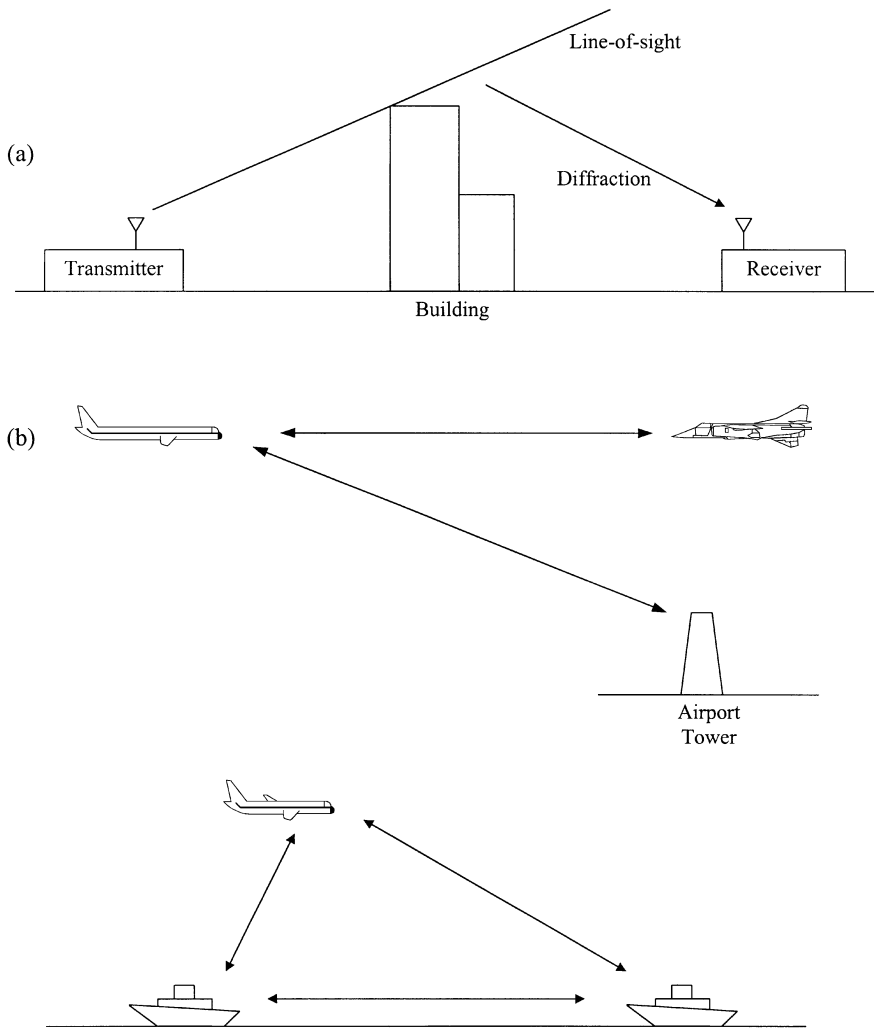 Line-of-sight
(a)
Diffraction
Transmitter
Receiver
Building
(b)
Airport
Tower